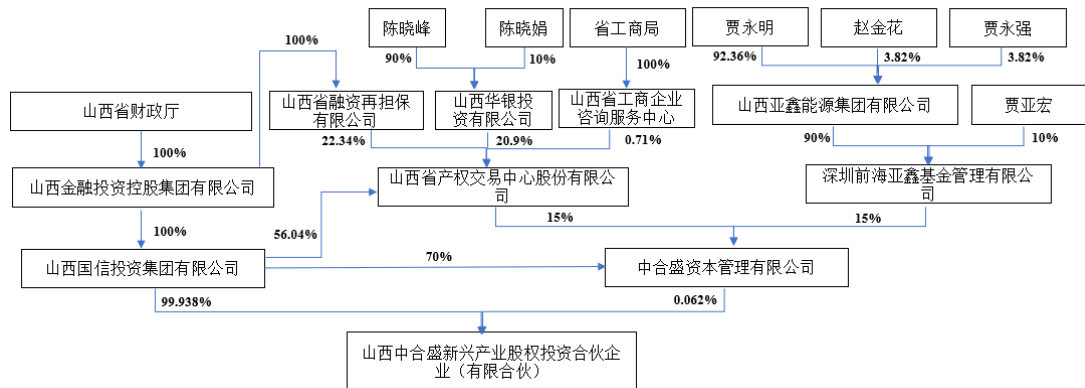 陈晓峰
陈晓娟
省工商局
贾永明
赵金花
贾永强
100%
90%
10%
100%
92.36%
3.82%
3.82%
山西省财政厅
山西省融资再担保
有限公司
山西华银投
资有限公司
山西省工商企业
咨询服务中心
山西亚鑫能源集团有限公司
贾亚宏
22.34%
20.9%
0.71%
90%
10%
100%
山西金融投资控股集团有限公司
山西省产权交易中心股份有限公
司
深圳前海亚鑫基金管理有限公
司
100%
56.04%
15%
15%
山西国信投资集团有限公司
70%
中合盛资本管理有限公司
99.938%
0.062%
山西中合盛新兴产业股权投资合伙企
业（有限合伙）